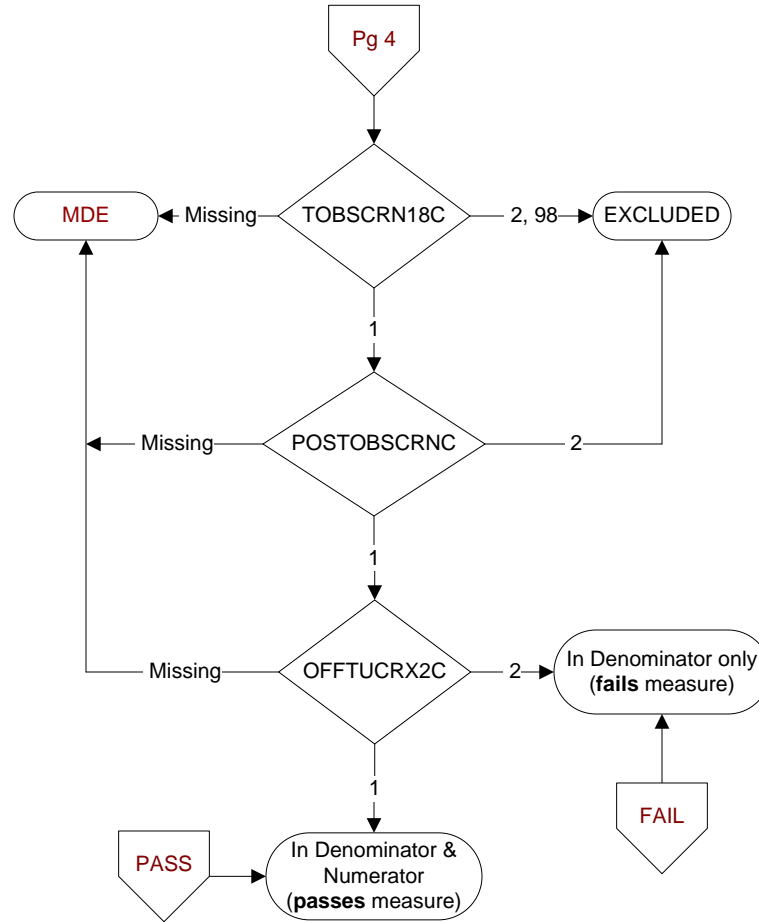 Pg 4
MDE
Missing
TOBSCRN18C
2, 98
EXCLUDED
1
Missing
POSTOBSCRNC
2
1
Missing
OFFTUCRX2C
2
In Denominator only
(fails measure)
1
FAIL
PASS
In Denominator &
Numerator
(passes measure)